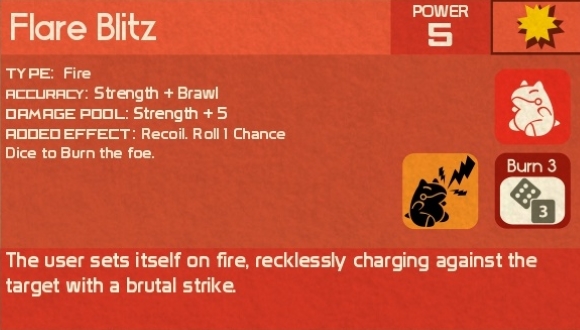 Flare Blitz
POWER
5
TYPE: Fire
ACCURACY: Strength + Brawl
DAMAGE POOL: Strength + 5
ADDED EFFECT: Recoil. Roll 1 Chance
Dice to Burn the foe.
Burn 3
3
The user sets itself on fire, recklessly charging against the
target with a brutal strike.